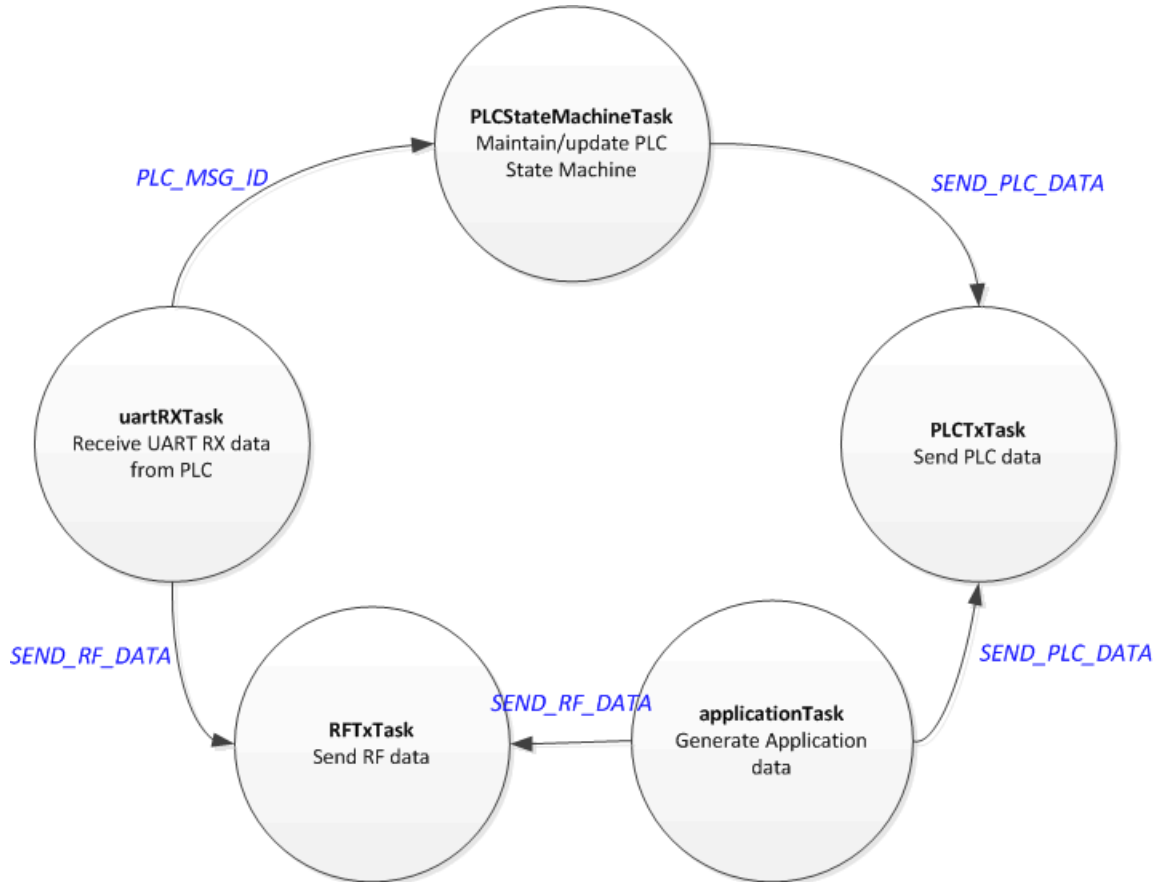 PLCStateMachineTask
Maintain/update PLC
State Machine
PLC_MSG_ID
SEND_PLC_DATA
uartRXTask
Receive UART RX data
from PLC
PLCTxTask
Send PLC data
SEND_RF_DATA
SEND_PLC_DATA
SEND_RF_DATA
RFTxTask
Send RF data
applicationTask
Generate Application
data